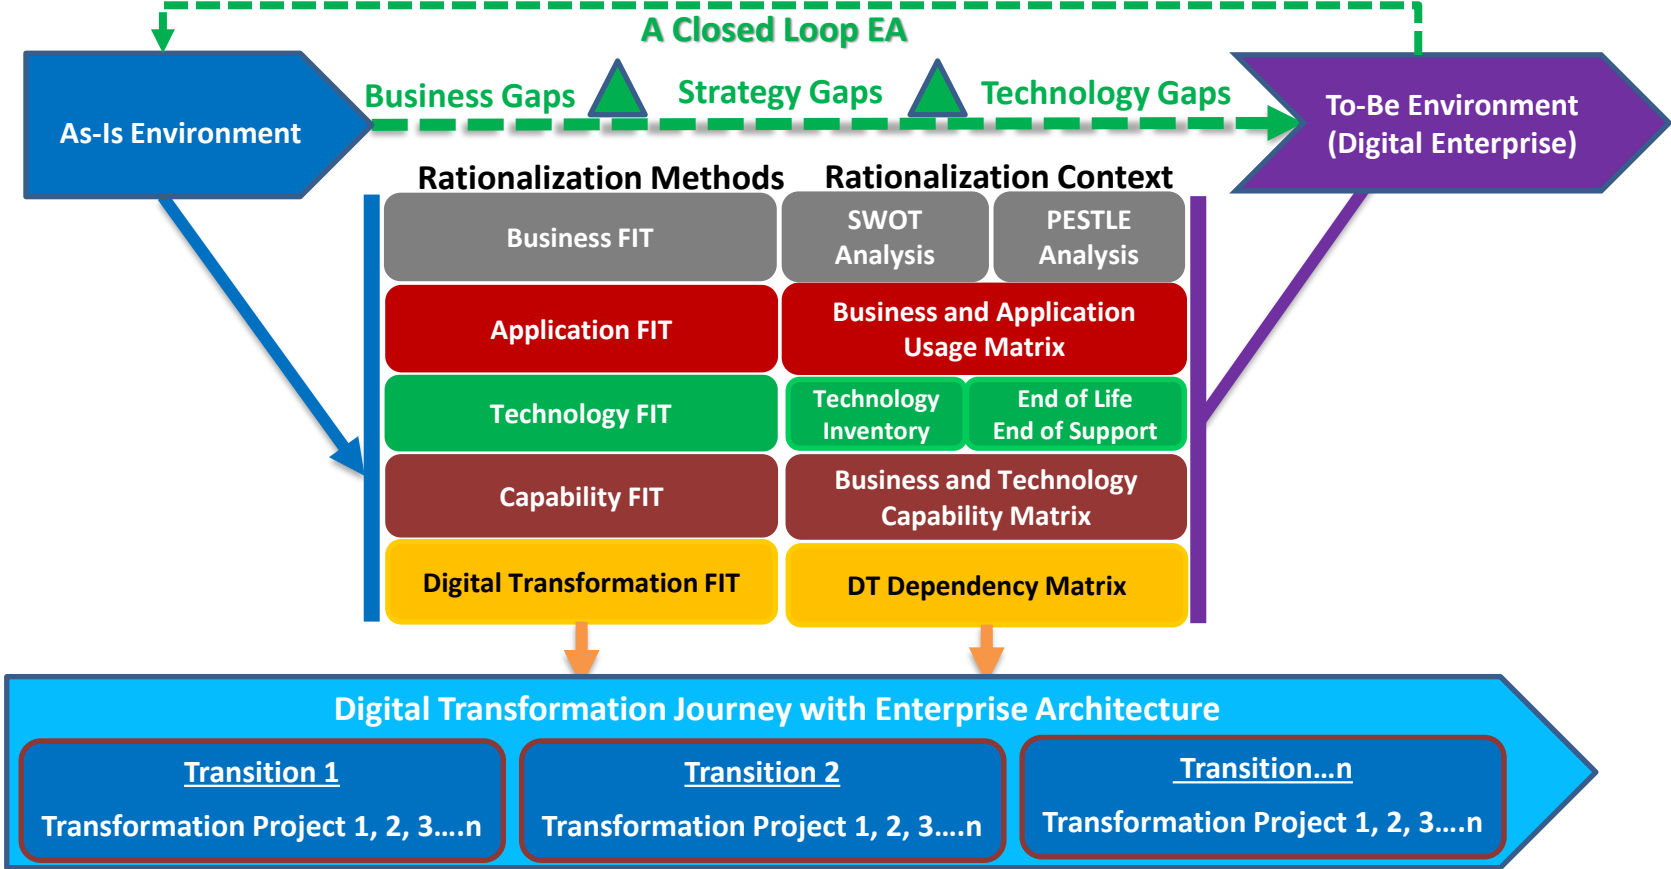 A Closed Loop EA
Business Gaps
Strategy Gaps
Technology Gaps
As-Is Environment
To-Be Environment
(Digital Enterprise)
Rationalization Methods
Rationalization Context
Business FIT
SWOT
Analysis
PESTLE
Analysis
Application FIT
Business and Application
Usage Matrix
Technology FIT
Technology
Inventory
End of Life
End of Support
Capability FIT
Business and Technology
Capability Matrix
Digital Transformation FIT
DT Dependency Matrix
Digital Transformation Journey with Enterprise Architecture
Transition 1
Transformation Project 1, 2, 3....n
Transition 2
Transformation Project 1, 2, 3....n
Transition...n
Transformation Project 1, 2, 3....n